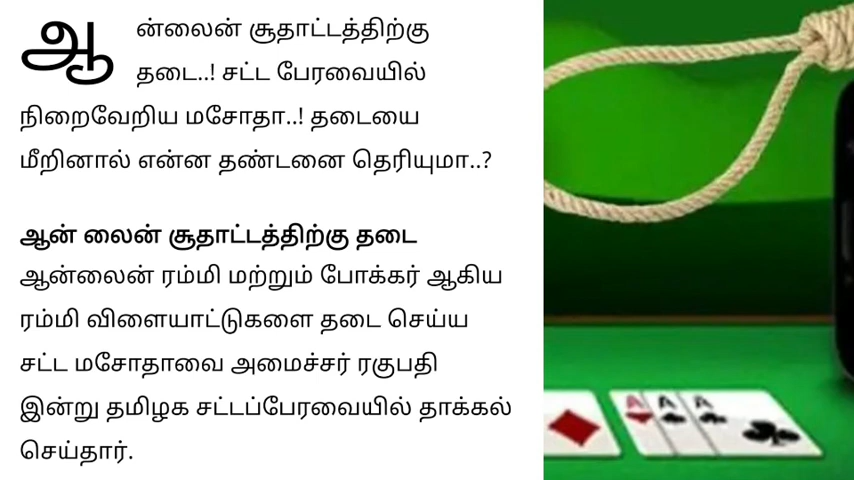 ஆன்லைன் சூதாட்டத்திற்கு
தடை..! சட்ட பேரவையில்
நிறைவேறிய மசோதா..! தடையை
மீறினால் என்ன தண்டனை தெரியுமா..?
ஆன் லைன் சூதாட்டத்திற்கு தடை
ஆன்லைன் ரம்மி மற்றும் போக்கர் ஆகிய
ரம்மி விளையாட்டுகளை தடை செய்ய
சட்ட மசோதாவை அமைச்சர் ரகுபதி
இன்று தமிழக சட்டப்பேரவையில் தாக்கல்
செய்தார்.
A A A